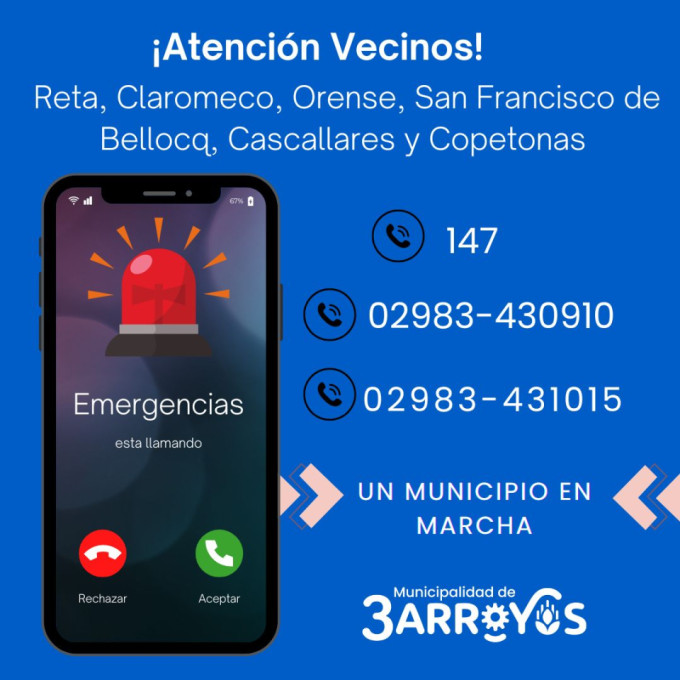 ¡Atención Vecinos!
Reta, Claromeco, Orense, San Francisco de
Bellocq, Cascallares y Copetonas
67%
147
02983-430910
02983-431015
Emergencias
esta llamando
UN MUNICIPIO EN
MARCHA
Rechazar
Aceptar
Municipalidad de
3ARROYOS